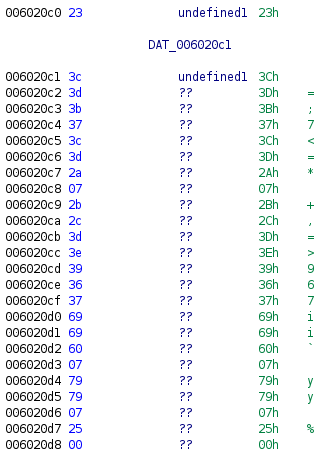 006020c0 23 undefined1 23h
DAT_006020c1
006020c1 3c undefined1 3Ch
006020c2 3d ?? 3Dh =
006020c3 3b ?? 3Bh ;
006020c4 37 ?? 37h 7
006020c5 3c ?? 3Ch <
006020c6 3d ?? 3Dh =
006020c7 2a ?? 2Ah *
006020c8 07 ?? 07h
006020c9 2b ?? 2Bh +
006020ca 2c ?? 2Ch ,
006020cb 3d ?? 3Dh =
006020cc 3e ?? 3Eh >
006020cd 39 ?? 39h 9
006020ce 36 ?? 36h 6
006020cf 37 ?? 37h 7
006020d0 69 ?? 69h i
006020d1 69 ?? 69h i
006020d2 60 ?? 60h `
006020d3 07 ?? 07h
006020d4 79 ?? 79h y
006020d5 79 ?? 79h y
006020d6 07 ?? 07h
006020d7 25 ?? 25h %
006020d8 00 ?? 00h